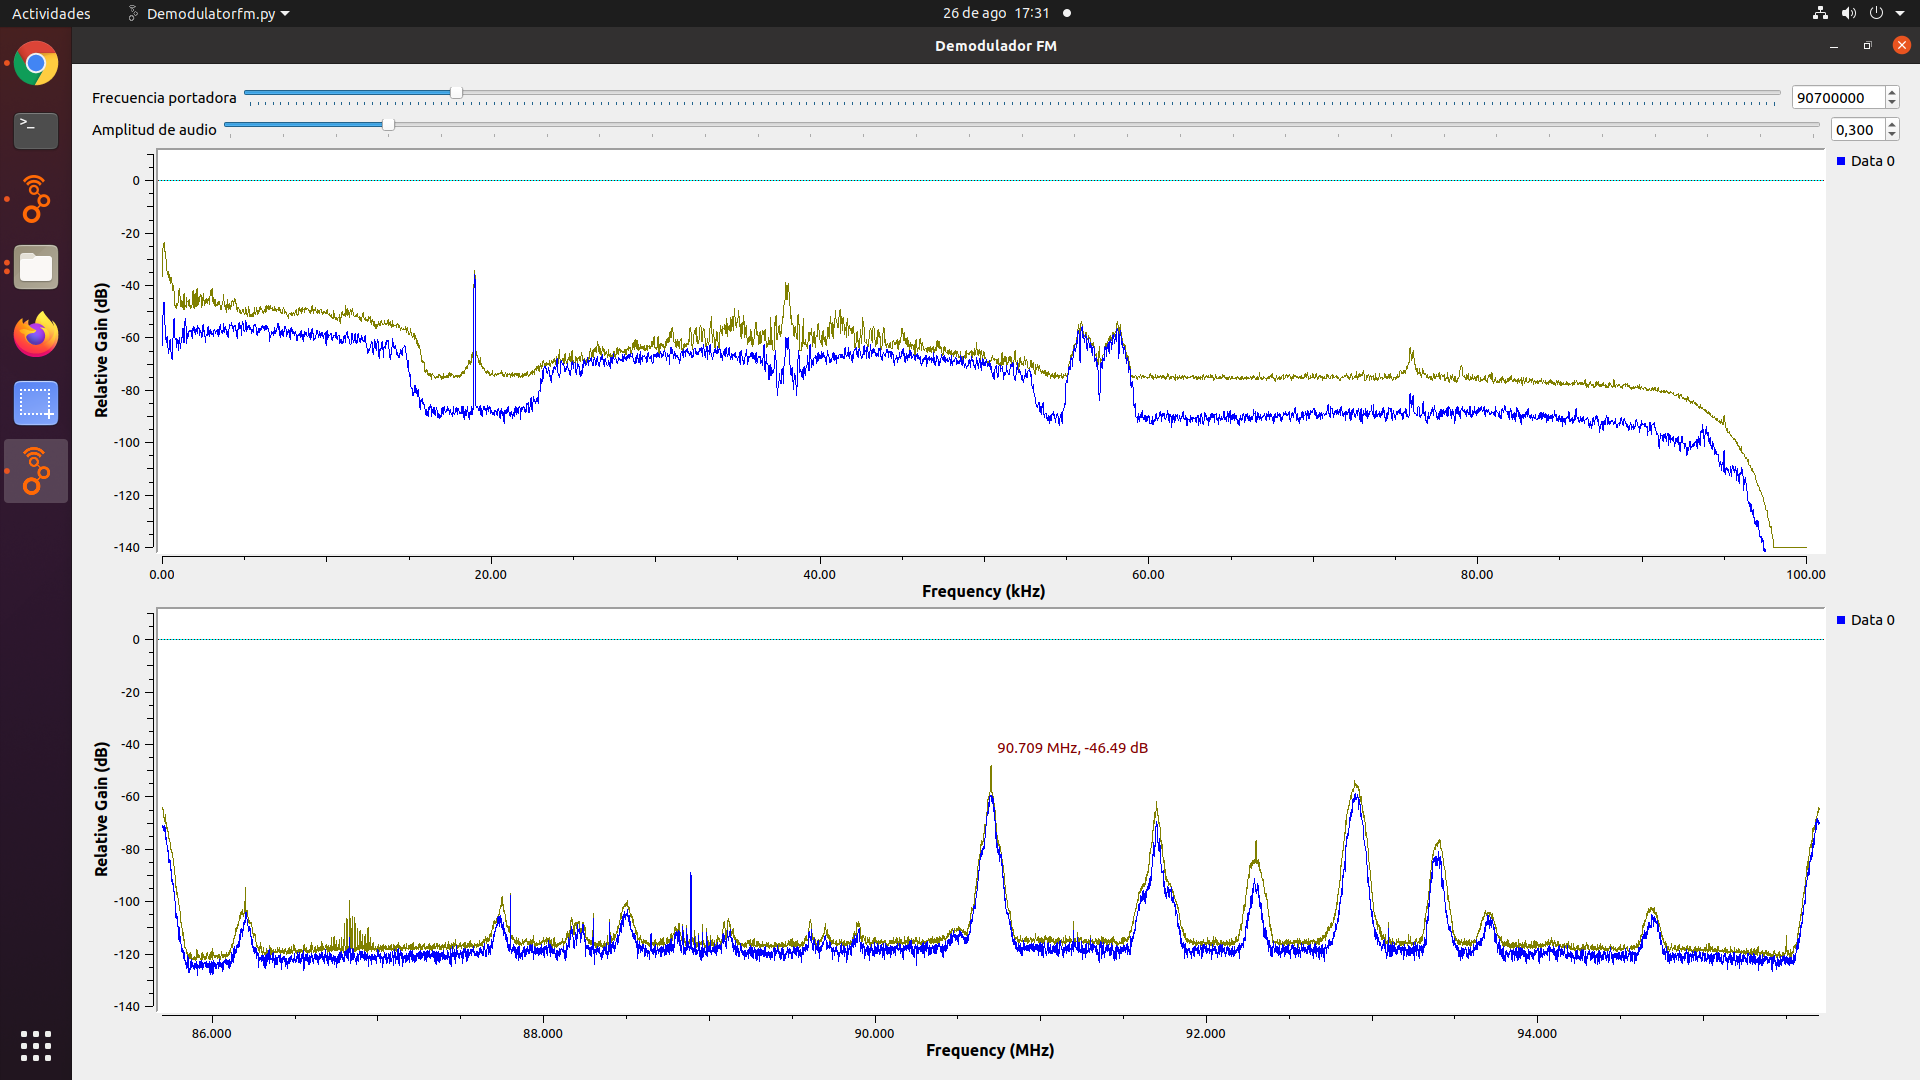 Actividades
Demodulatorfm.py
26 de ago 17:31
Demodulador FM
Frecuencia portadora
90700000
Amplitud de audio
0,300
Data 0
Relative Gain (dB)
0
-20
-40
-60
-80
-100
-120
-140
0.00 20.00 40.00 60.00 80.00 100.00
Frequency (kHz)
Data 0
Relative Gain (dB)
0
-20
-40
-60
-80
-100
-120
-140
90.709 MHz, -46.49 dB
86.000 88.000 90.000 92.000 94.000
Frequency (MHz)